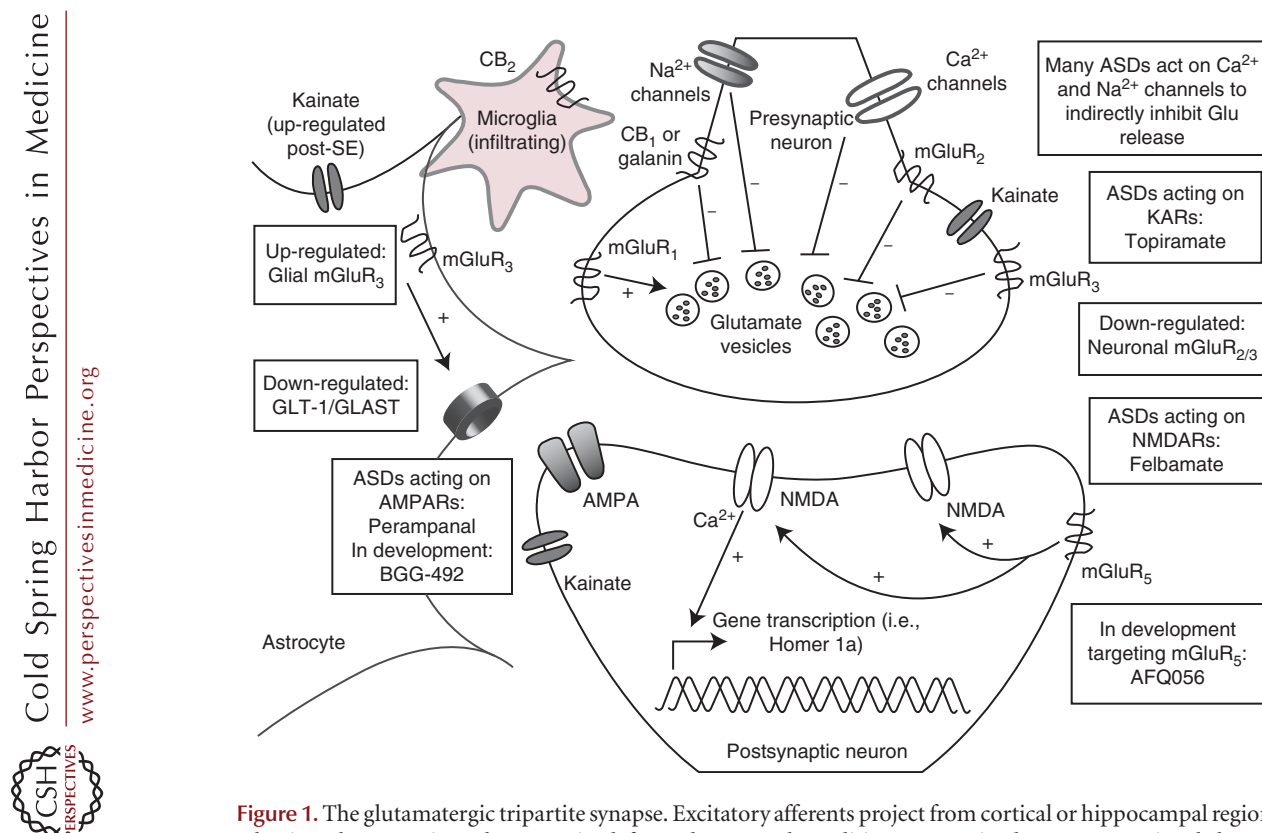 Cold Spring Harbor Perspectives in Medicine
www.perspectivesinmedicine.org
CSH
PERSPECTIVES
Kainate
(up-regulated
post-SE)
CB2
Microglia
(infiltrating)
Up-regulated:
Glial mGluR3
mGluR3
+
Down-regulated:
GLT-1/GLAST
ASDs acting on
AMPARs:
Perampanal
In development:
BGG-492
Astrocyte
Na2+
channels
CB1 or
galanin
Presynaptic
neuron
Ca2+
channels
mGluR2
Kainate
mGluR1
+
–
–
–
–
–
mGluR3
Glutamate
vesicles
AMPA
Kainate
Ca2+
NMDA
NMDA
+
+
+
mGluR5
Gene transcription (i.e.,
Homer 1a)
Postsynaptic neuron
Many ASDs act on Ca2+
and Na2+ channels to
indirectly inhibit Glu
release
ASDs acting on
KARs:
Topiramate
Down-regulated:
Neuronal mGluR2/3
ASDs acting on
NMDARs:
Felbamate
In development
targeting mGluR5:
AFQ056
Figure 1. The glutamatergic tripartite synapse. Excitatory afferents project from cortical or hippocampal region